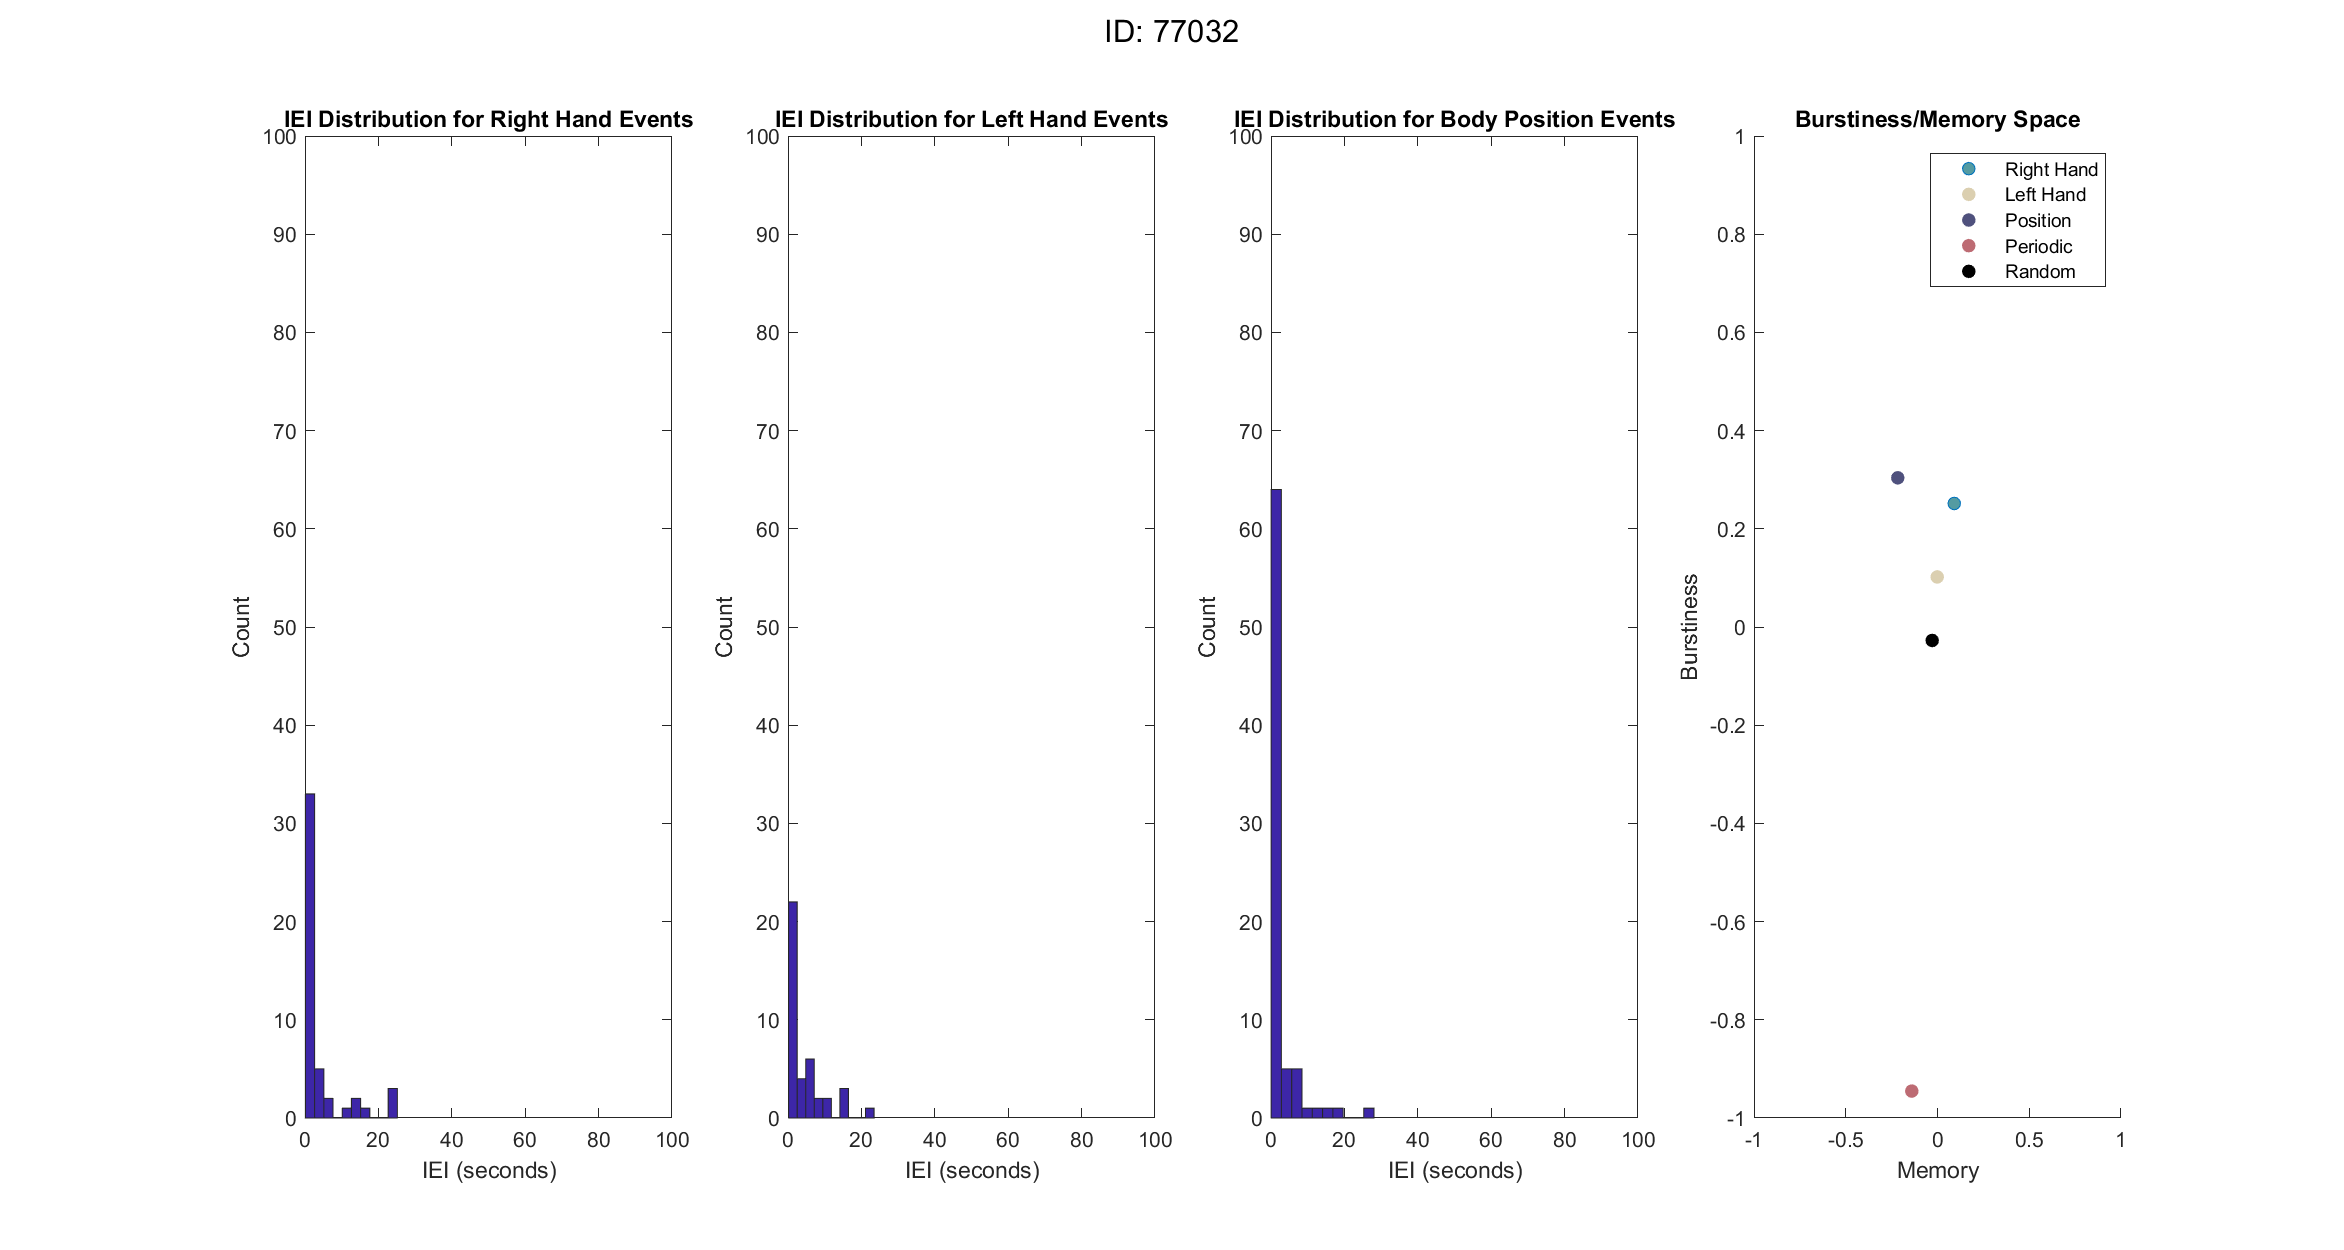 ID: 77032
IEI Distribution for Right Hand Events
100
90
80
70
60
50
40
30
20
10
0
Count
0 20 40 60 80 100
IEI (seconds)
IEI Distribution for Left Hand Events
100
90
80
70
60
50
40
30
20
10
0
Count
0 20 40 60 80 100
IEI (seconds)
IEI Distribution for Body Position Events
100
90
80
70
60
50
40
30
20
10
0
Count
0 20 40 60 80 100
IEI (seconds)
Burstiness/Memory Space
1
0.8
0.6
0.4
0.2
0
-0.2
-0.4
-0.6
-0.8
-1
Burstiness
-1 -0.5 0 0.5 1
Memory
Right Hand
Left Hand
Position
Periodic
Random